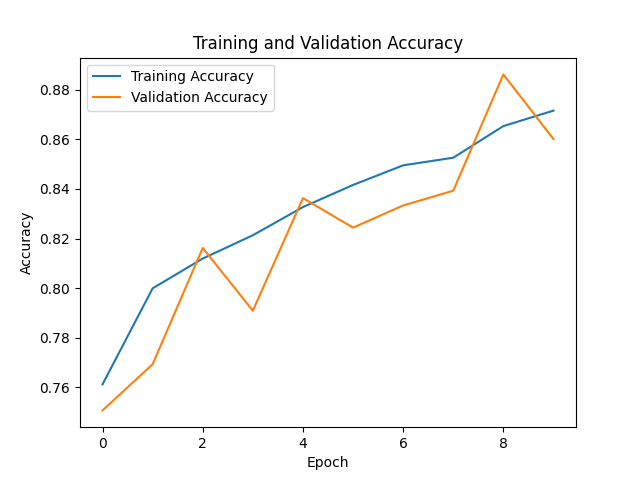 Training and Validation Accuracy
Training Accuracy
Validation Accuracy
0.88
0.86
0.84
0.82
0.80
0.78
0.76
Accuracy
0 2 4 6 8
Epoch